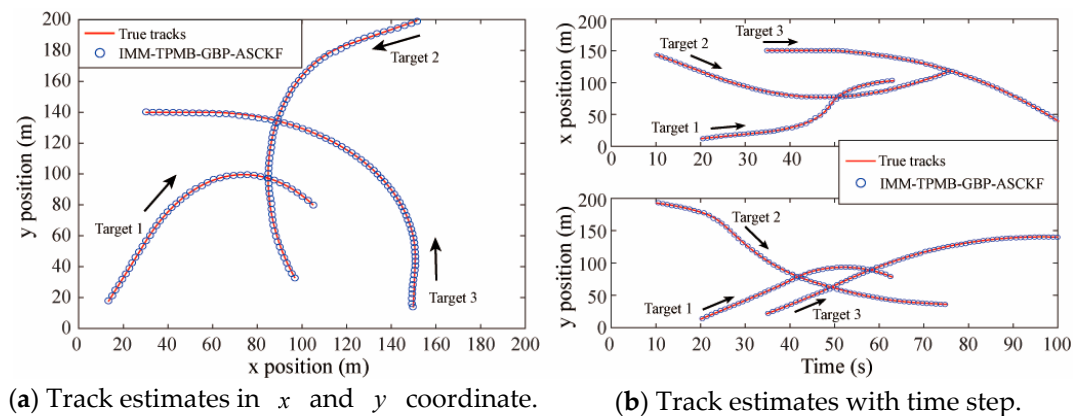 200
180
160
140
120
100
80
60
40
20
0
y position (m)
True tracks
IMM-TPMB-GBP-ASCKF
Target 2
Target 1
Target 3
0 20 40 60 80 100 120 140 160 180 200
x position (m)
(a) Track estimates in x and y coordinate.
200
150
100
50
0
x position (m)
Target 2
Target 3
Target 1
0 10 20 30 40
True tracks
IMM-TPMB-GBP-ASCKF
200
150
100
50
0
y position (m)
Target 2
Target 1
Target 3
0 10 20 30 40 50 60 70 80 90 100
Time (s)
(b) Track estimates with time step.